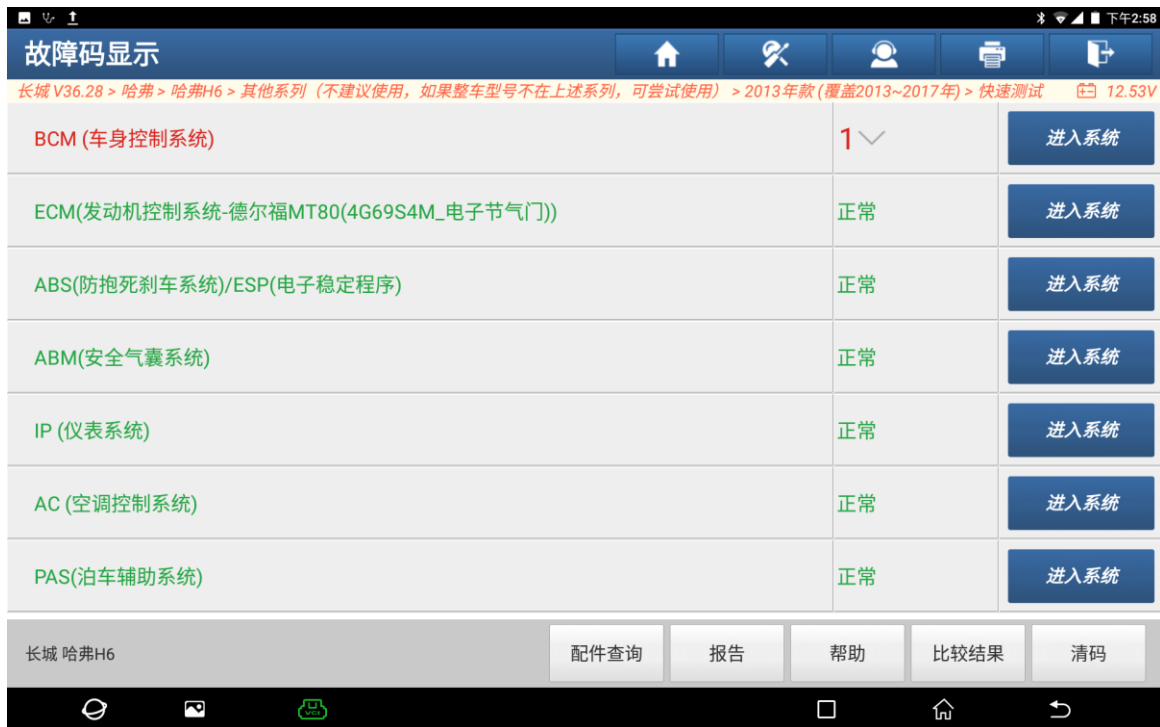 下午2:58
故障码显示
长城 V36.28 > 哈弗 > 哈弗H6 > 其他系列（不建议使用，如果整车型号不在上述系列，可尝试使用） > 2013年款 (覆盖2013~2017年) > 快速测试 12.53V
BCM (车身控制系统) 1 进入系统
ECM(发动机控制系统-德尔福MT80(4G69S4M_电子节气门)) 正常 进入系统
ABS(防抱死刹车系统)/ESP(电子稳定程序) 正常 进入系统
ABM(安全气囊系统) 正常 进入系统
IP (仪表系统) 正常 进入系统
AC (空调控制系统) 正常 进入系统
PAS(泊车辅助系统) 正常 进入系统
长城 哈弗H6 配件查询 报告 帮助 比较结果 清码
VCI